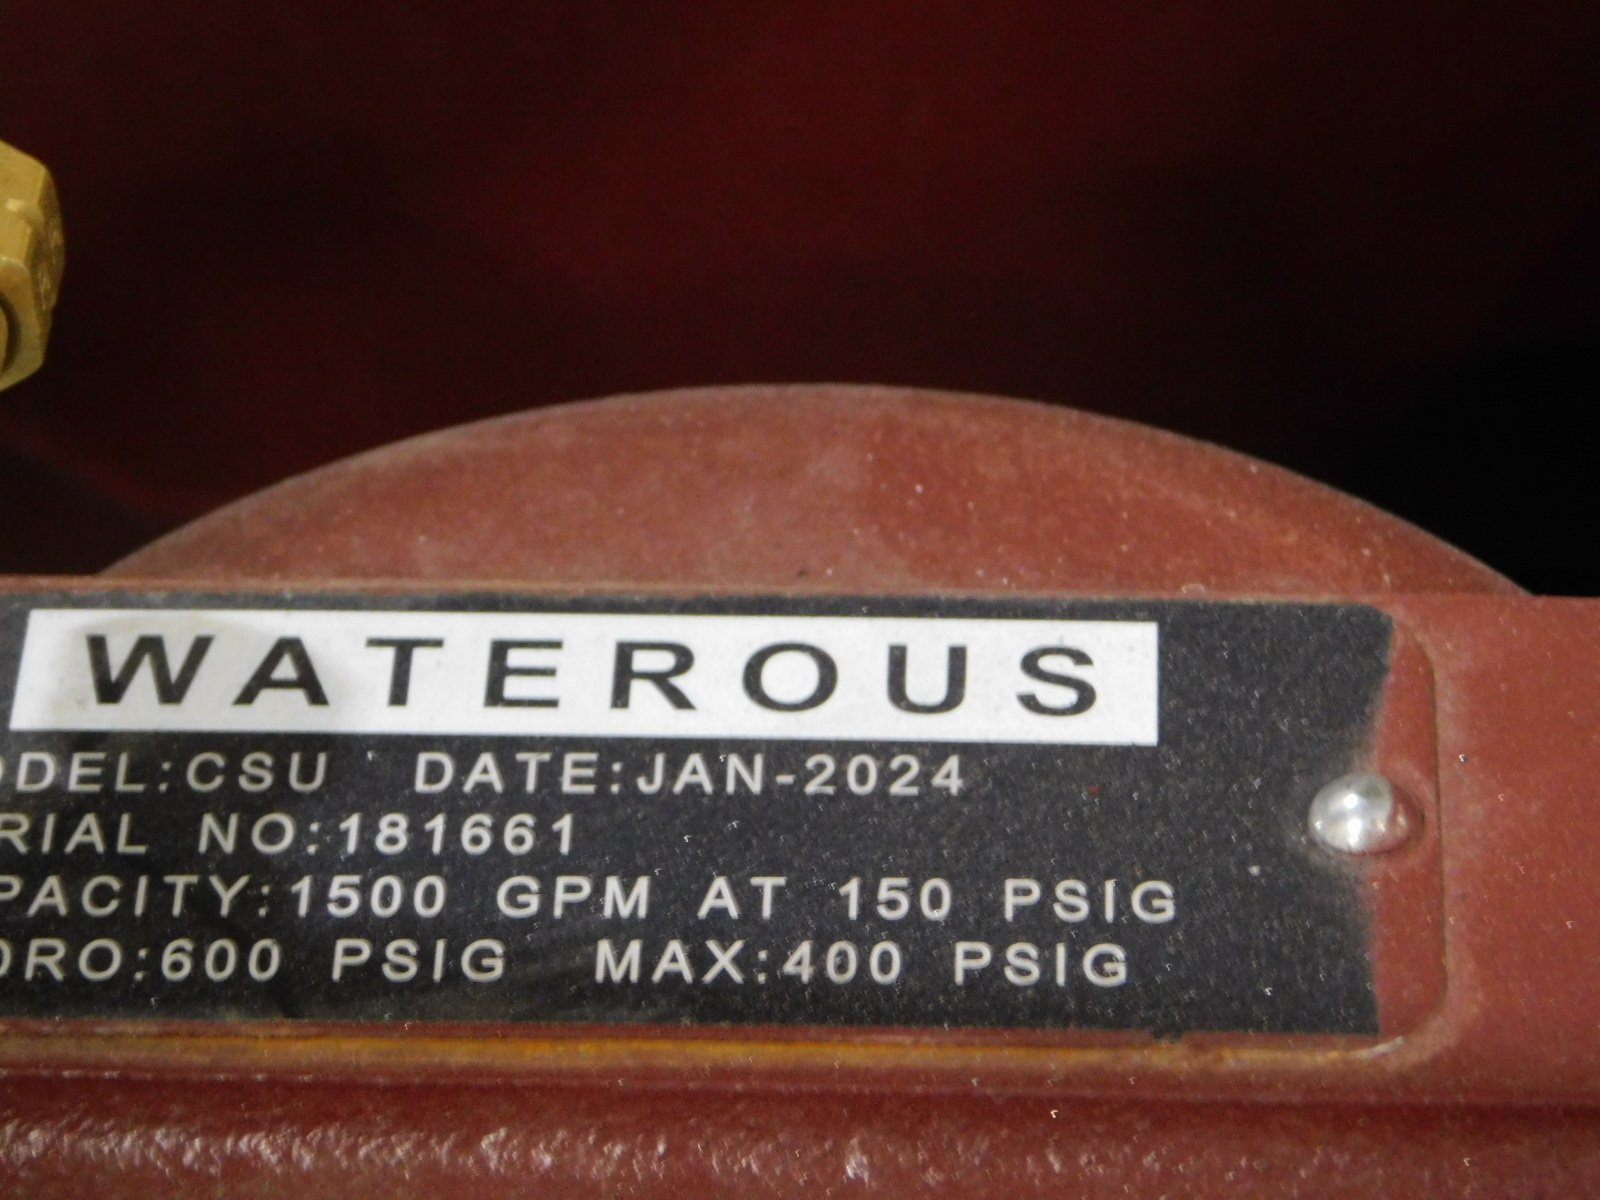 WATEROUS
ODEL:CSU DATE:JAN-2024
RIAL NO:181661
PACITY:1500 GPM AT 150 PSIG
DRO:600 PSIG MAX:400 PSIG